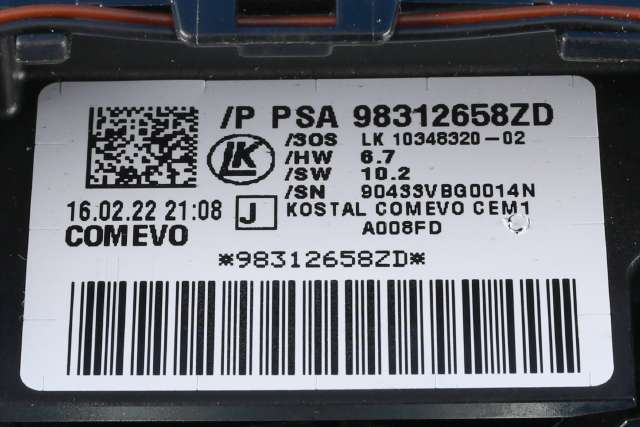 /P PSA 98312658ZD
/SOS LK 10348320-02
LK
/HW 6.7
/SW 10.2
/SN 90433VBG0014N
16.02.22 21:08 J KOSTAL COMEVO CEM1
COMEVO A008FD
*98312658ZD*